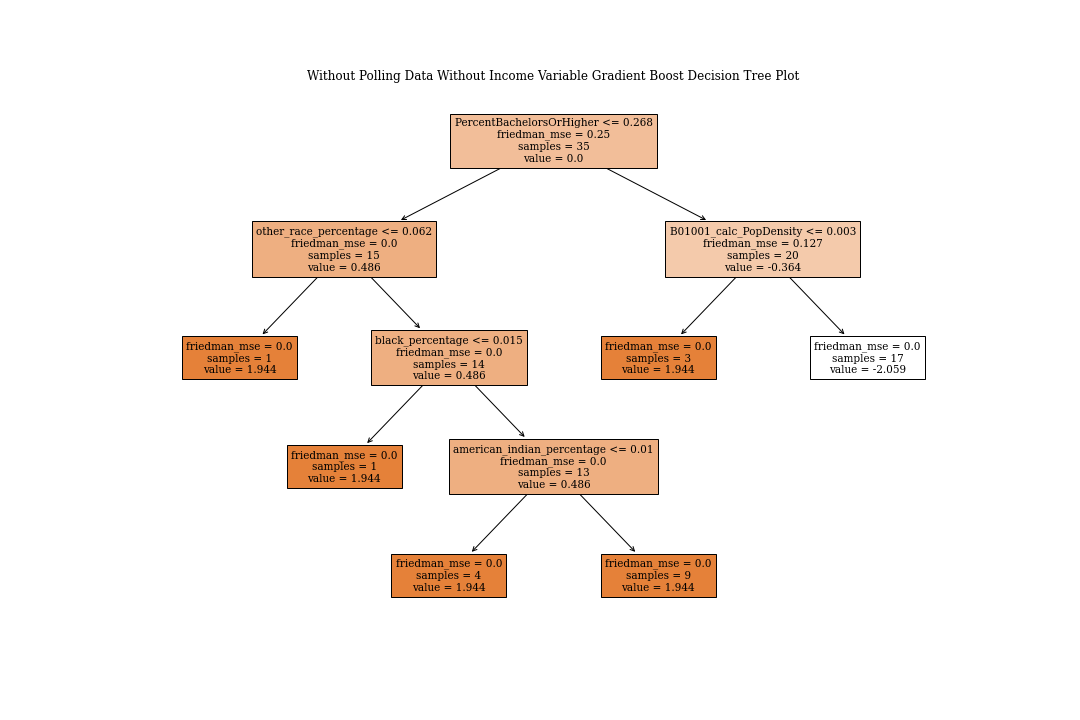 Without Polling Data Without Income Variable Gradient Boost Decision Tree Plot
PercentBachelorsOrHigher <= 0.268
friedman_mse = 0.25
samples = 35
value = 0.0
other_race_percentage <= 0.062
friedman_mse = 0.0
samples = 15
value = 0.486
B01001_calc_PopDensity <= 0.003
friedman_mse = 0.127
samples = 20
value = -0.364
friedman_mse = 0.0
samples = 1
value = 1.944
black_percentage <= 0.015
friedman_mse = 0.0
samples = 14
value = 0.486
friedman_mse = 0.0
samples = 3
value = 1.944
friedman_mse = 0.0
samples = 17
value = -2.059
friedman_mse = 0.0
samples = 1
value = 1.944
american_indian_percentage <= 0.01
friedman_mse = 0.0
samples = 13
value = 0.486
friedman_mse = 0.0
samples = 4
value = 1.944
friedman_mse = 0.0
samples = 9
value = 1.944